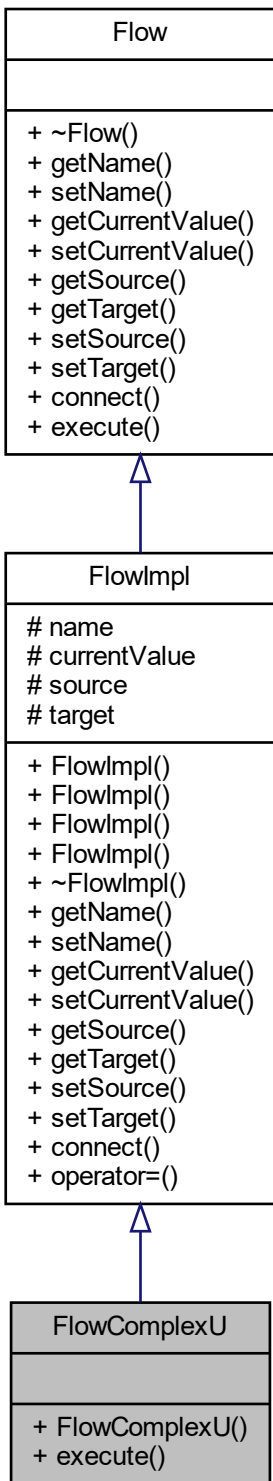 Flow
+ ~Flow()
+ getName()
+ setName()
+ getCurrentValue()
+ setCurrentValue()
+ getSource()
+ getTarget()
+ setSource()
+ setTarget()
+ connect()
+ execute()
FlowImpl
# name
# currentValue
# source
# target
+ FlowImpl()
+ FlowImpl()
+ FlowImpl()
+ FlowImpl()
+ ~FlowImpl()
+ getName()
+ setName()
+ getCurrentValue()
+ setCurrentValue()
+ getSource()
+ getTarget()
+ setSource()
+ setTarget()
+ connect()
+ operator=()
FlowComplexU
+ FlowComplexU()
+ execute()